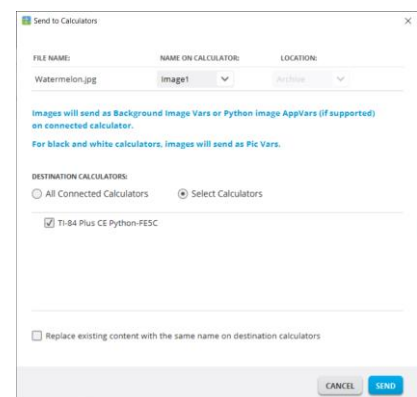 Send to Calculators
FILE NAME: NAME ON CALCULATOR: LOCATION:
Watermelon.jpg Image1 Archive
Images will send as Background Image Vars or Python image AppVars (if supported)
on connected calculator.
For black and white calculators, images will send as Pic Vars.
DESTINATION CALCULATORS:
All Connected Calculators Select Calculators
TI-84 Plus CE Python-FE5C
Replace existing content with the same name on destination calculators
CANCEL SEND